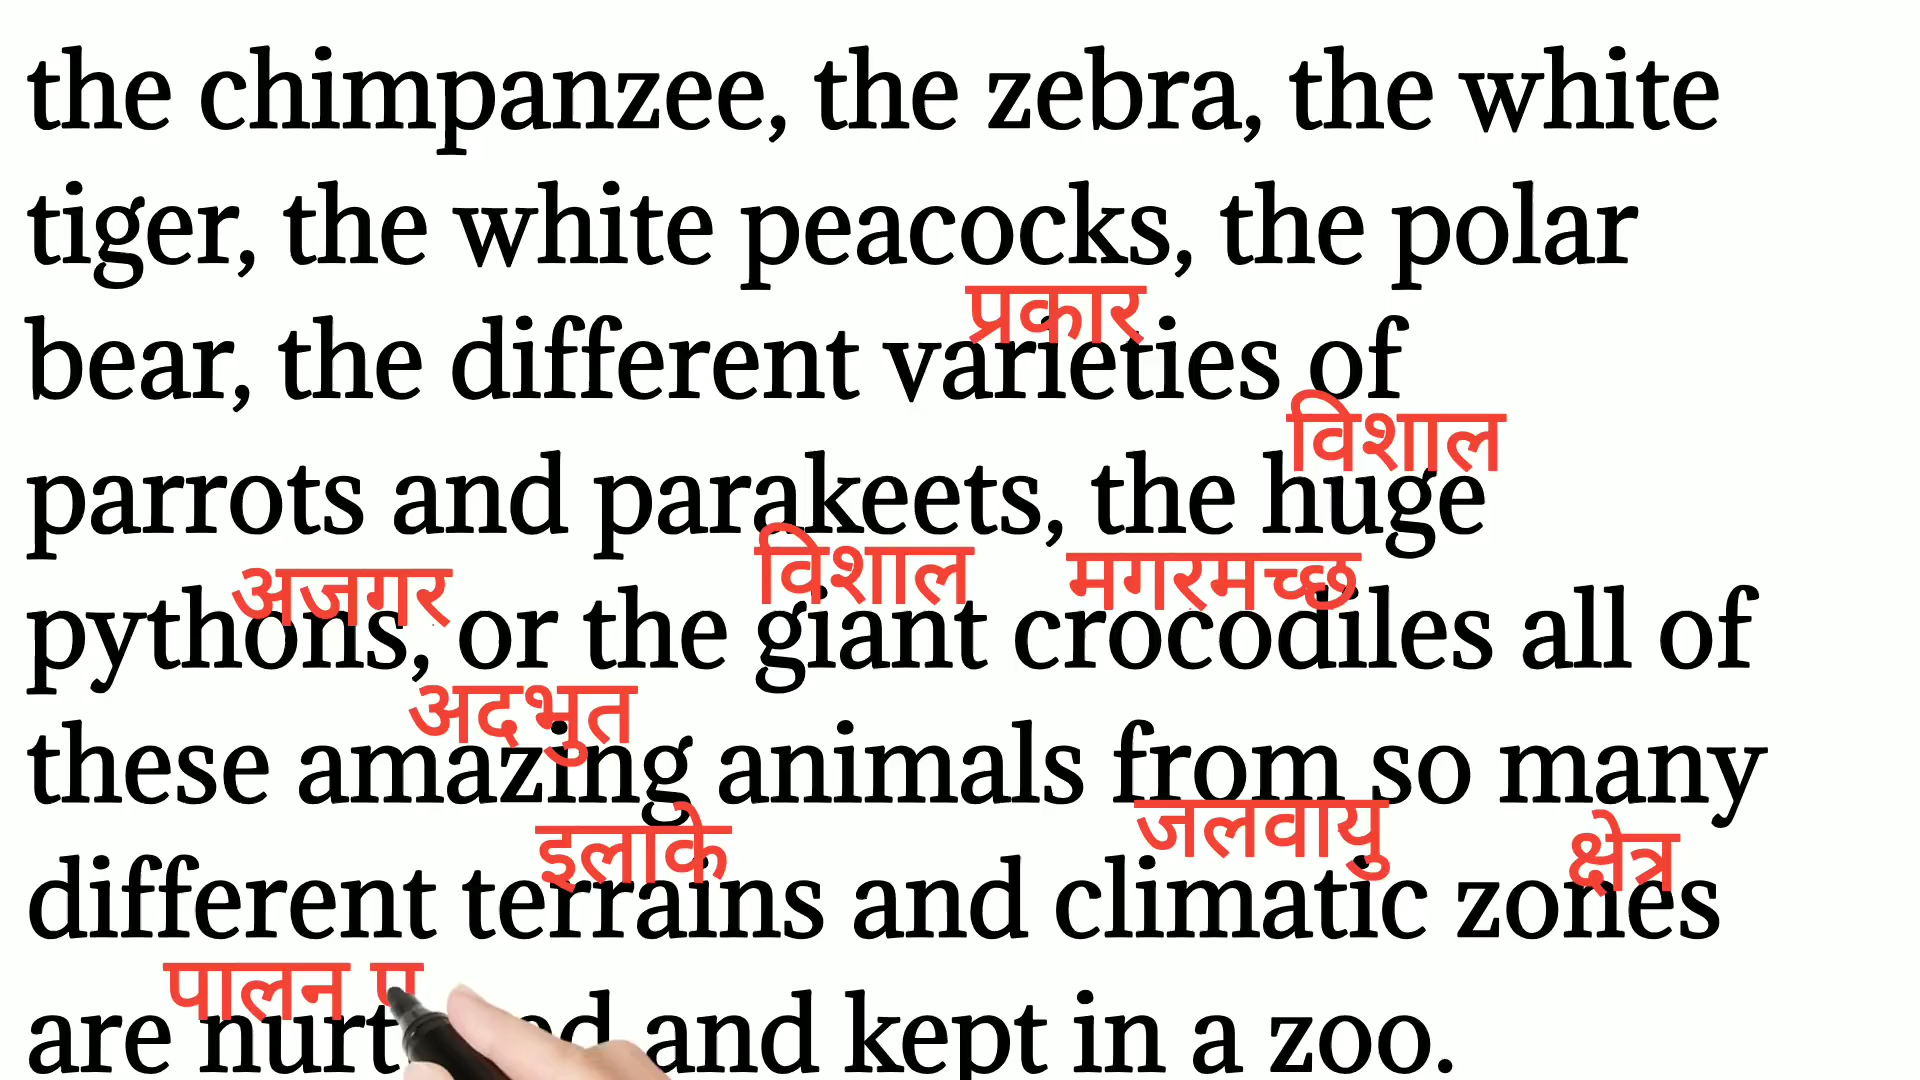 the chimpanzee, the zebra, the white
tiger, the white peacocks, the polar
प्रकार
bear, the different varieties of
विशाल
parrots and parakeets, the huge
अजगर विशाल मगरमच्छ
pythons, or the giant crocodiles all of
अदभुत
these amazing animals from so many
इलाके जलवायु क्षेत्र
different terrains and climatic zones
पालन
are and kept in a zoo.